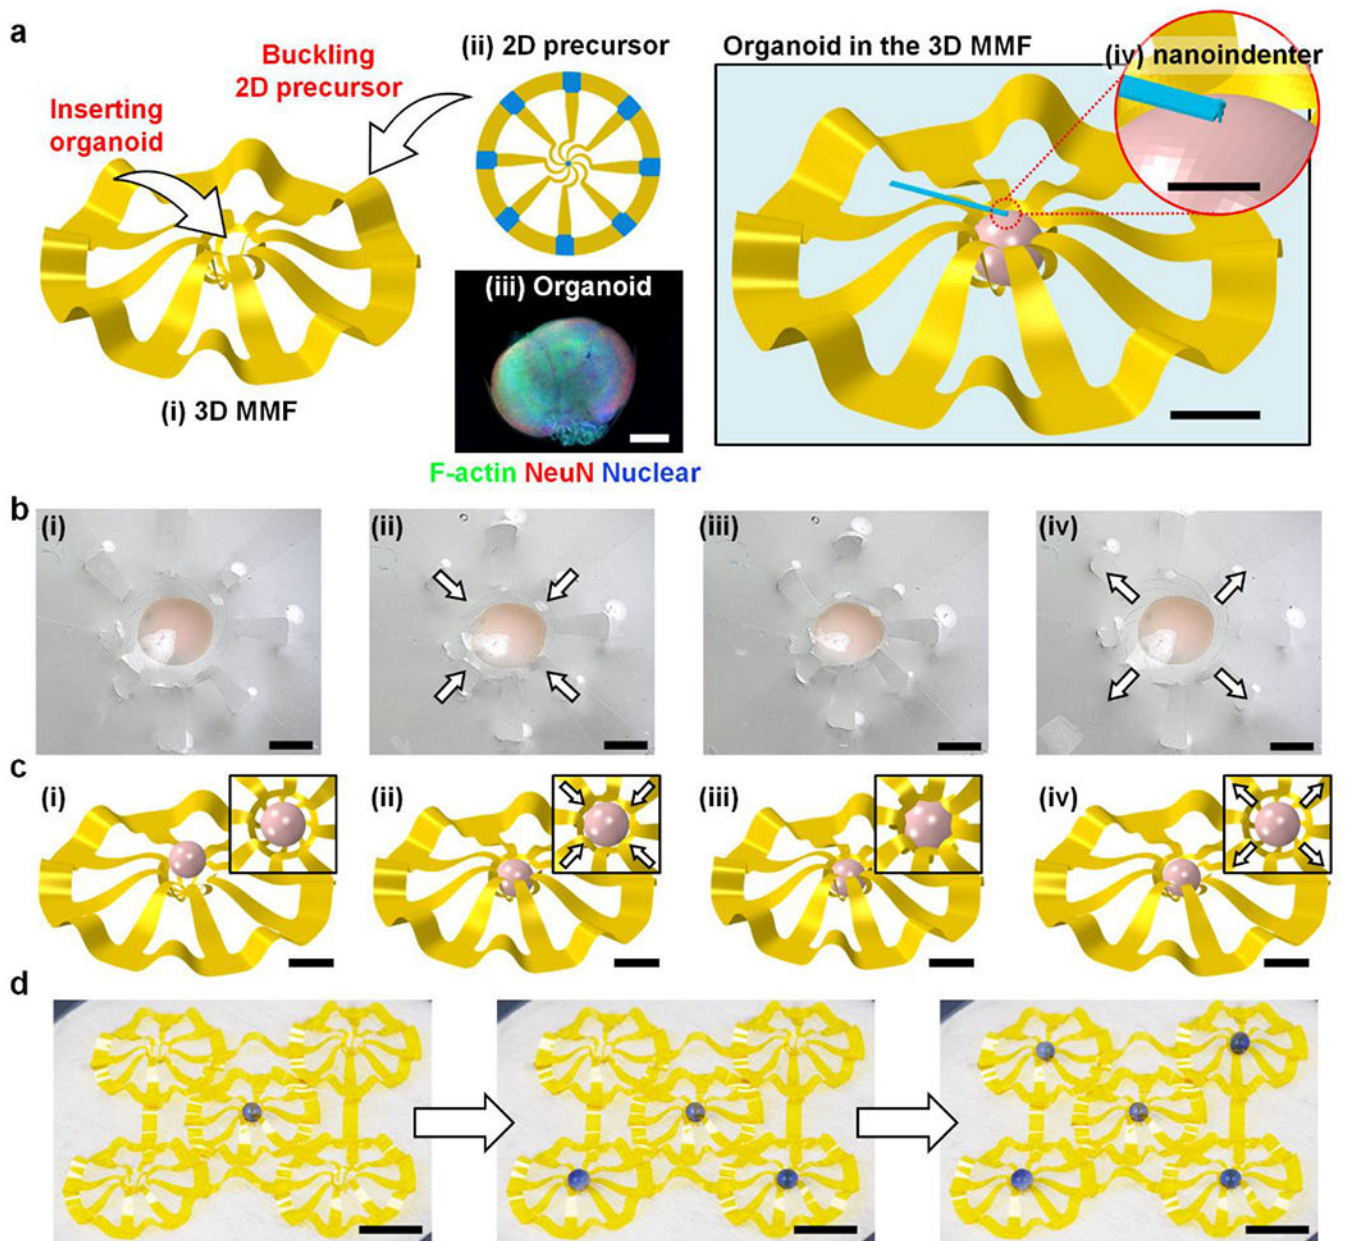 a
Inserting
organoid
Buckling
2D precursor
(ii) 2D precursor
(i) 3D MMF
(iii) Organoid
F-actin NeuN Nuclear
Organoid in the 3D MMF
(iv) nanoindenter
b
(i)
(ii)
(iii)
(iv)
c
(i)
(ii)
(iii)
(iv)
d